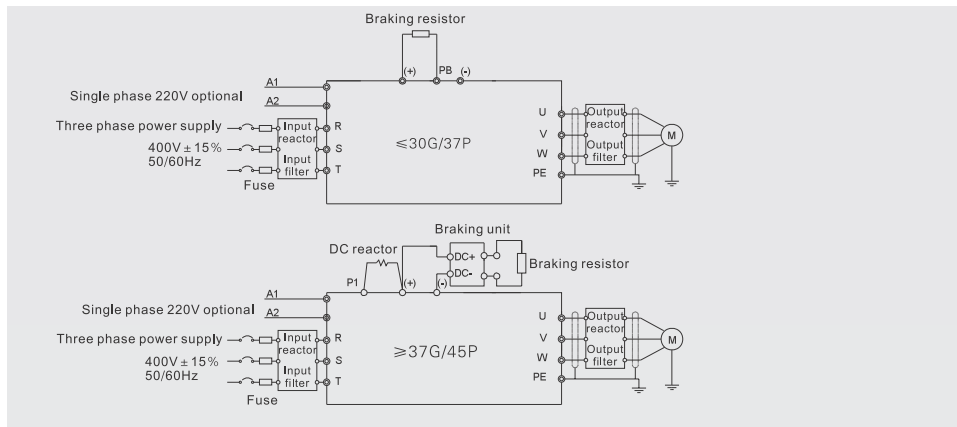 Braking resistor
(+) PB (-)
A1
Single phase 220V optional
A2
Three phase power supply
400V ± 15%
50/60Hz
Fuse
Input
reactor
Input
filter
R
S
T
≤30G/37P
U
V
W
PE
Output
reactor
Output
filter
M
Braking unit
DC reactor
DC+
DC-
Braking resistor
P1 (+) (-)
A1
Single phase 220V optional
A2
Three phase power supply
400V ± 15%
50/60Hz
Fuse
Input
reactor
Input
filter
R
S
T
≥37G/45P
U
V
W
PE
Output
reactor
Output
filter
M